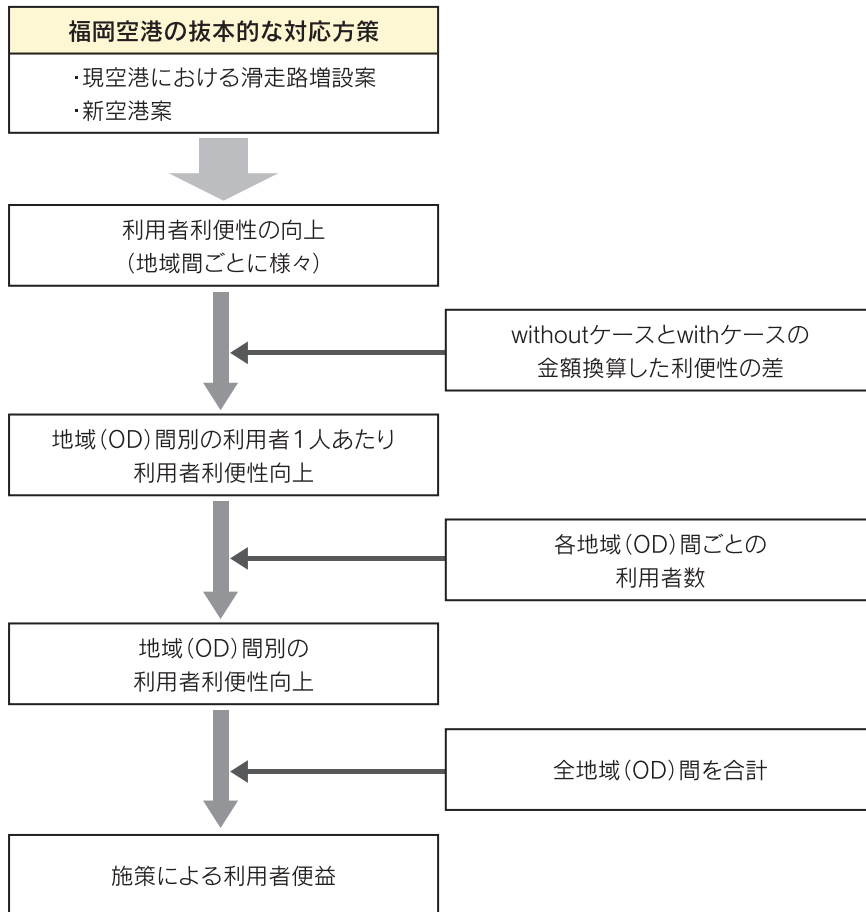 福岡空港の抜本的な対応方策
・現空港における滑走路増設案
・新空港案
利用者利便性の向上
（地域間ごとに様々）
withoutケースとwithケースの
金額換算した利便性の差
地域（OD）間別の利用者1人あたり
利用者利便性向上
各地域（OD）間ごとの
利用者数
地域（OD）間別の
利用者利便性向上
全地域（OD）間を合計
施策による利用者便益